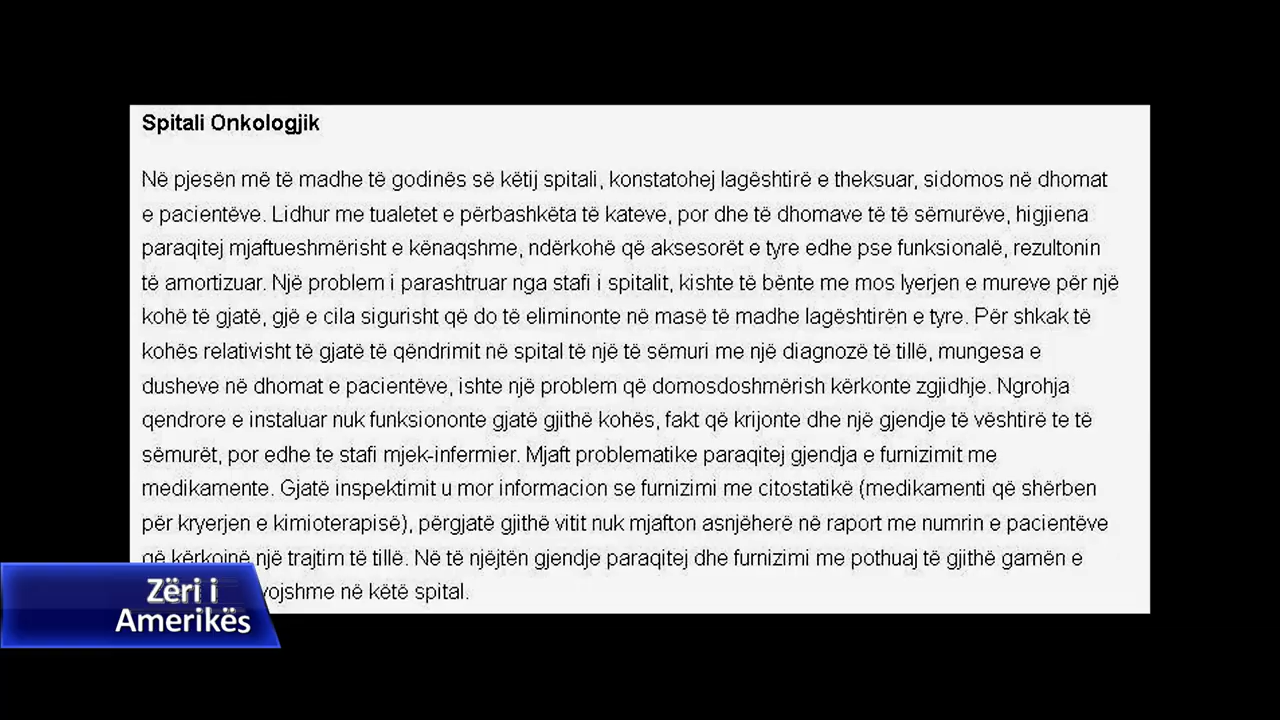 Spitali Onkologjik
Në pjesën më të madhe të godinës së këtij spitali, konstatohej lagështirë e theksuar, sidomos në dhomat
e pacientëve. Lidhur me tualetet e përbashkëta të kateve, por dhe të dhomave të të sëmurëve, higjiena
paraqitej mjaftueshmërisht e kënaqshme, ndërkohë që aksesorët e tyre edhe pse funksionalë, rezultonin
të amortizuar. Një problem i parashtruar nga stafi i spitalit, kishte të bënte me mos lyerjen e mureve për një
kohë të gjatë, gjë e cila sigurisht që do të eliminonte në masë të madhe lagështirën e tyre. Për shkak të
kohës relativisht të gjatë të qëndrimit në spital të një të sëmuri me një diagnozë të tillë, mungesa e
dusheve në dhomat e pacientëve, ishte një problem që domosdoshmërish kërkonte zgjidhje. Ngrohja
qendrore e instaluar nuk funksiononte gjatë gjithë kohës, fakt që krijonte dhe një gjendje të vështirë te të
sëmurët, por edhe te stafi mjek-infermier. Mjaft problematike paraqitej gjendja e furnizimit me
medikamente. Gjatë inspektimit u mor informacion se furnizimi me citostatikë (medikamenti që shërben
për kryerjen e kimioterapisë), përgjatë gjithë vitit nuk mjafton asnjëherë në raport me numrin e pacientëve
që kërkojnë një trajtim të tillë. Në të njëjtën gjendje paraqitej dhe furnizimi me pothuaj të gjithë gamën e
në këtë spital.
Zëri i
Amerikës